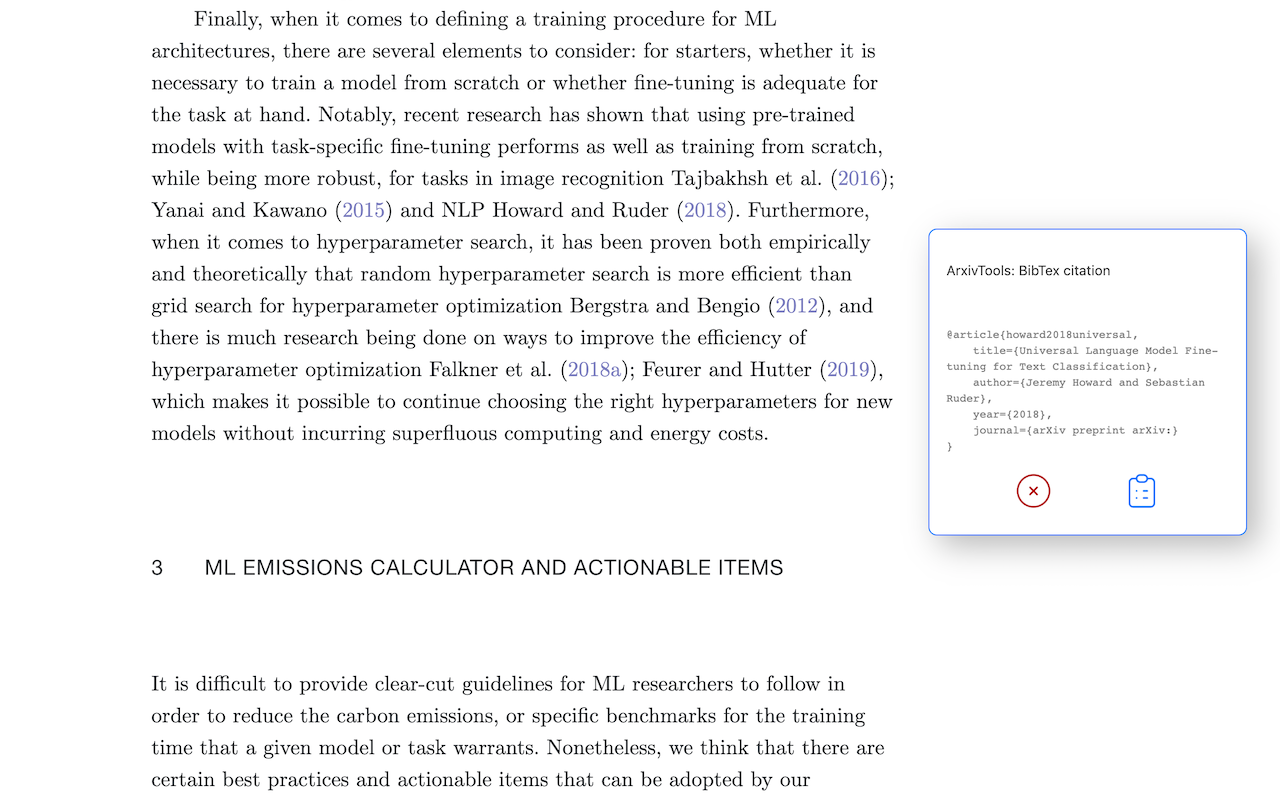 Finally, when it comes to defining a training procedure for ML
architectures, there are several elements to consider: for starters, whether it is
necessary to train a model from scratch or whether fine-tuning is adequate for
the task at hand. Notably, recent research has shown that using pre-trained
models with task-specific fine-tuning performs as well as training from scratch,
while being more robust, for tasks in image recognition Tajbakhsh et al. (2016);
Yanai and Kawano (2015) and NLP Howard and Ruder (2018). Furthermore,
when it comes to hyperparameter search, it has been proven both empirically
and theoretically that random hyperparameter search is more efficient than
grid search for hyperparameter optimization Bergstra and Bengio (2012), and
there is much research being done on ways to improve the efficiency of
hyperparameter optimization Falkner et al. (2018a); Feurer and Hutter (2019),
which makes it possible to continue choosing the right hyperparameters for new
models without incurring superfluous computing and energy costs.
3 ML EMISSIONS CALCULATOR AND ACTIONABLE ITEMS
It is difficult to provide clear-cut guidelines for ML researchers to follow in
order to reduce the carbon emissions, or specific benchmarks for the training
time that a given model or task warrants. Nonetheless, we think that there are
certain best practices and actionable items that can be adopted by our
ArxivTools: BibTex citation
@article{howard2018universal,
title={Universal Language Model Fine-
tuning for Text Classification},
author={Jeremy Howard and Sebastian
Ruder},
year={2018},
journal={arXiv preprint arXiv:}
}